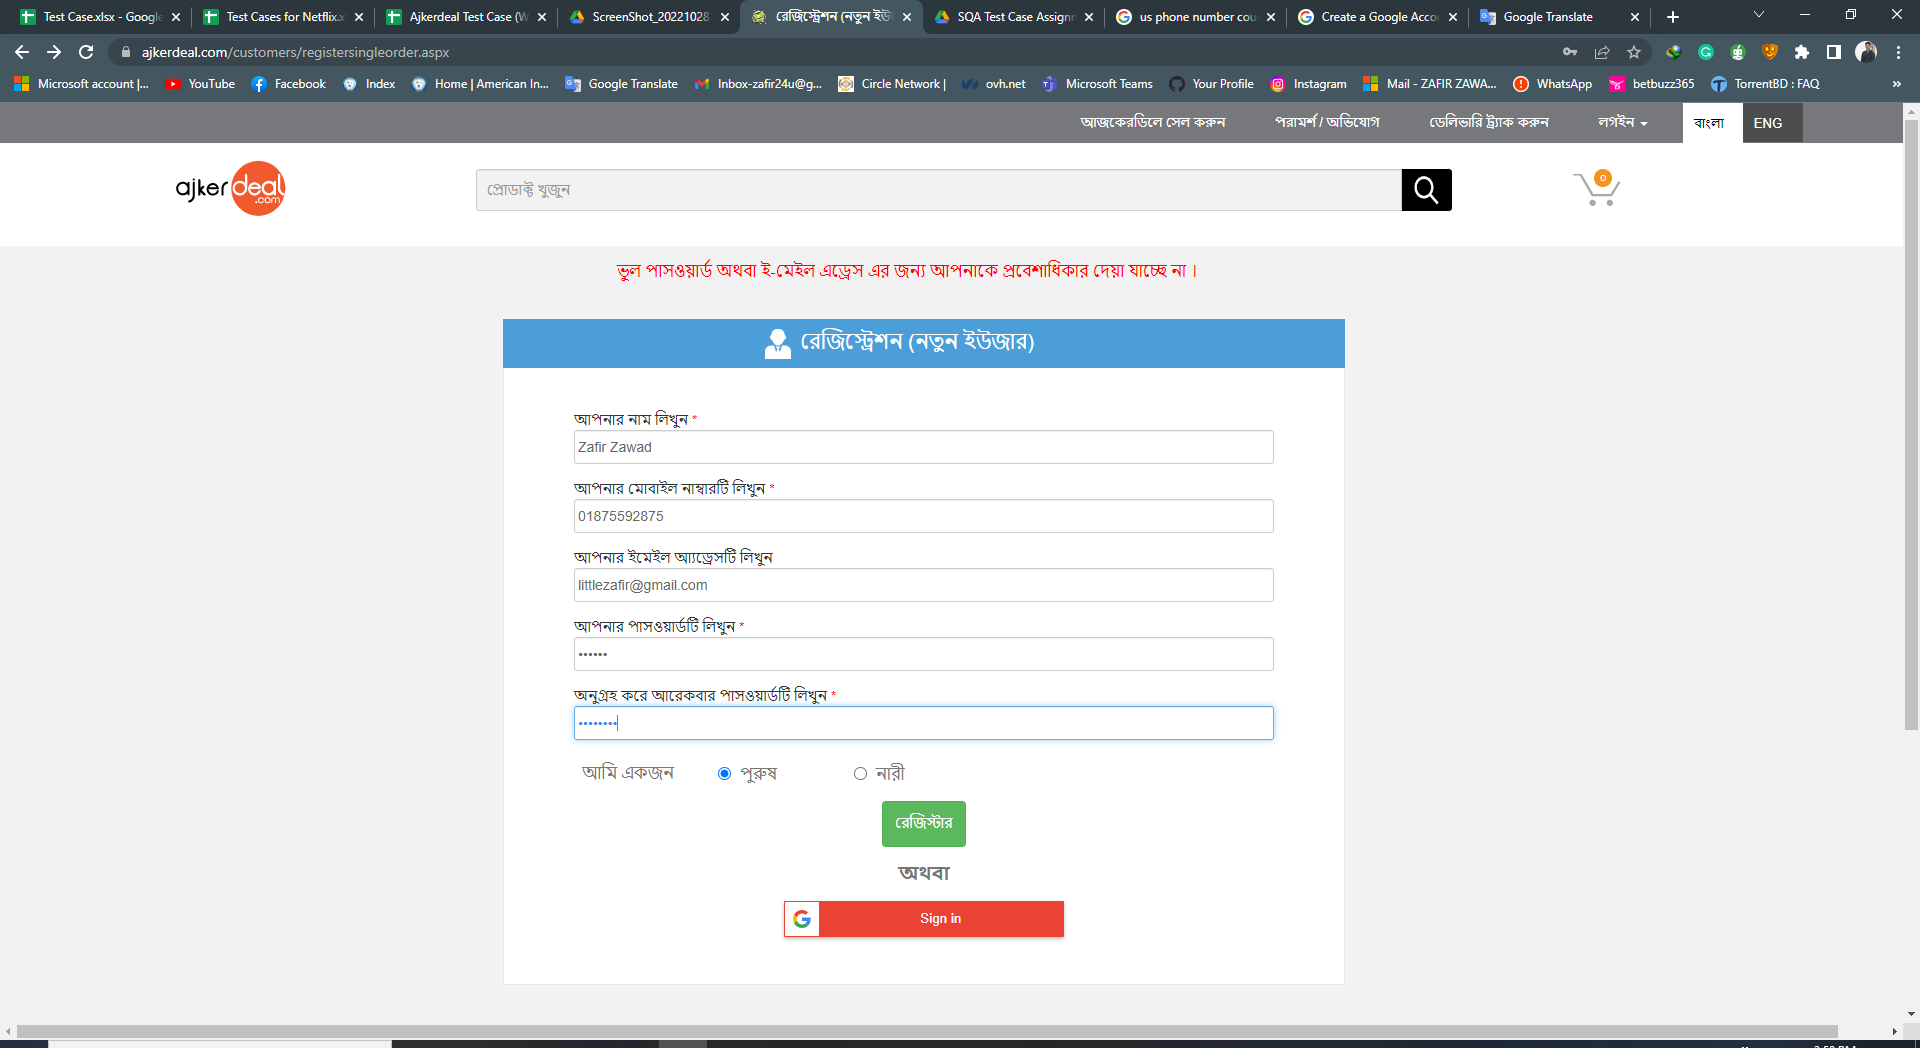 Test Case.xlsx - Google
Test Cases for Netflix.x
Ajkerdeal Test Case (W
ScreenShot_20221028
রেজিস্ট্রেশন (নতুন ইউ
SQA Test Case Assignm
us phone number cou
Create a Google Acco
Google Translate
ajkerdeal.com/customers/registersingleorder.aspx
Microsoft account |...
YouTube
Facebook
Index
Home | American In...
Google Translate
Inbox-zafir24u@g...
Circle Network |
ovh.net
Microsoft Teams
Your Profile
Instagram
Mail - ZAFIR ZAWA...
WhatsApp
betbuzz365
TorrentBD : FAQ
»
আজকেরডিলে সেল করুন
পরামর্শ / অভিযোগ
ডেলিভারি ট্র্যাক করুন
লগইন
বাংলা
ENG
ajkerdeal.com
প্রোডাক্ট খুজুন
0
ভুল পাসওয়ার্ড অথবা ই-মেইল এড্রেস এর জন্য আপনাকে প্রবেশাধিকার দেয়া যাচ্ছে না ।
রেজিস্ট্রেশন (নতুন ইউজার)
আপনার নাম লিখুন *
Zafir Zawad
আপনার মোবাইল নাম্বারটি লিখুন *
01875592875
আপনার ইমেইল অ্যাড্রেসটি লিখুন
littlezafir@gmail.com
আপনার পাসওয়ার্ডটি লিখুন *
••••••
অনুগ্রহ করে আরেকবার পাসওয়ার্ডটি লিখুন *
••••••••
আমি একজন পুরুষ নারী
রেজিস্টার
অথবা
Sign in